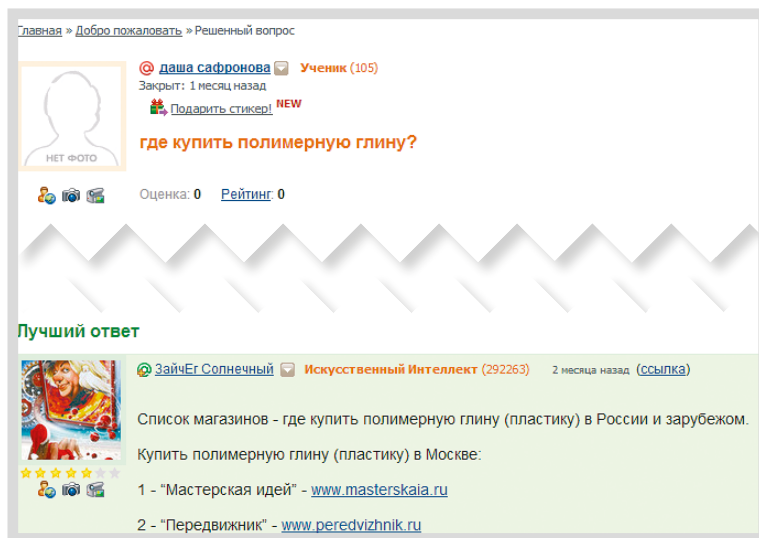 Главная » Добро пожаловать » Решенный вопрос
даша сафронова Ученик (105)
Закрыт: 1 месяц назад
Подарить стикер! NEW
где купить полимерную глину?
НЕТ ФОТО
Оценка: 0 Рейтинг: 0
Лучший ответ
ЗайчЕг Солнечный Искусственный Интеллект (292263) 2 месяца назад (ссылка)
Список магазинов - где купить полимерную глину (пластику) в России и зарубежом.
Купить полимерную глину (пластику) в Москве:
1 - “Мастерская идей” - www.masterskaia.ru
2 - “Передвижник” - www.peredvizhnik.ru